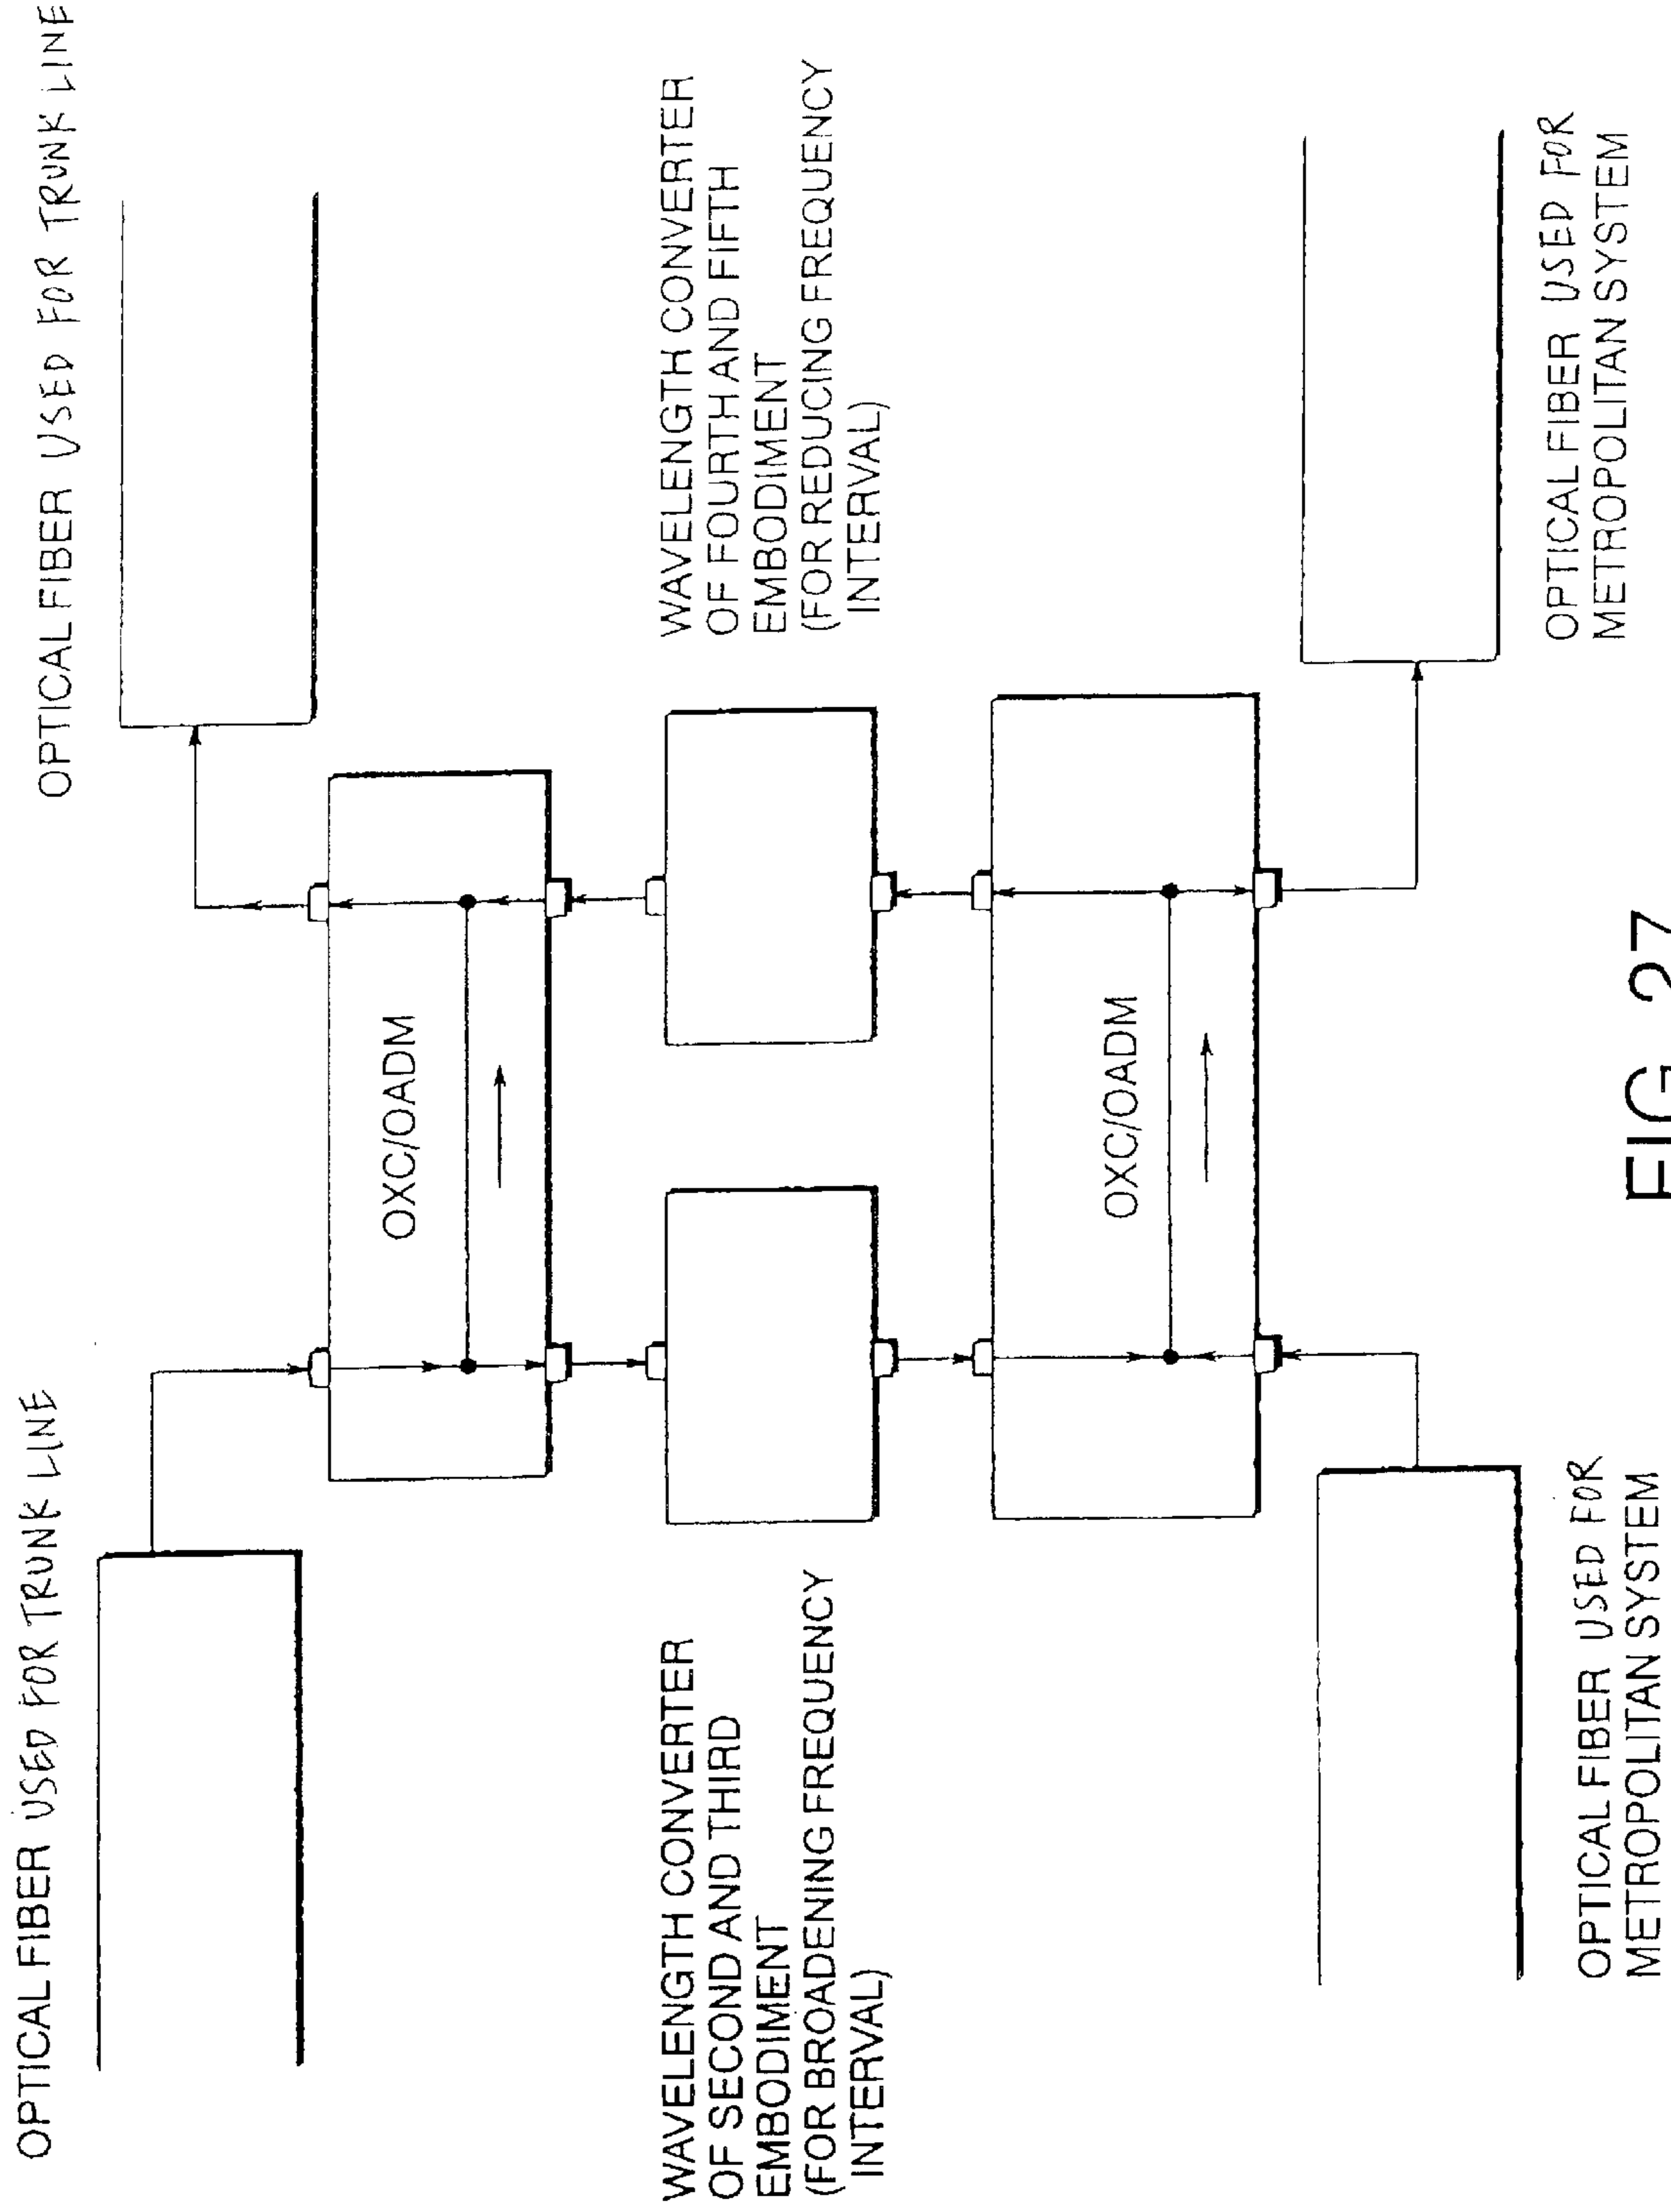 OPTICAL FIBER USED FOR TRUNK LINE
OPTICAL FIBER USED FOR TRUNK LINE
OXC/OADM
WAVELENGTH CONVERTER
OF SECOND AND THIRD
EMBODIMENT
(FOR BROADENING FREQUENCY
INTERVAL)
WAVELENGTH CONVERTER
OF FOURTH AND FIFTH
EMBODIMENT
(FOR REDUCING FREQUENCY
INTERVAL)
OXC/OADM
OPTICAL FIBER USED FOR
METROPOLITAN SYSTEM
OPTICAL FIBER USED FOR
METROPOLITAN SYSTEM
FIG. 27